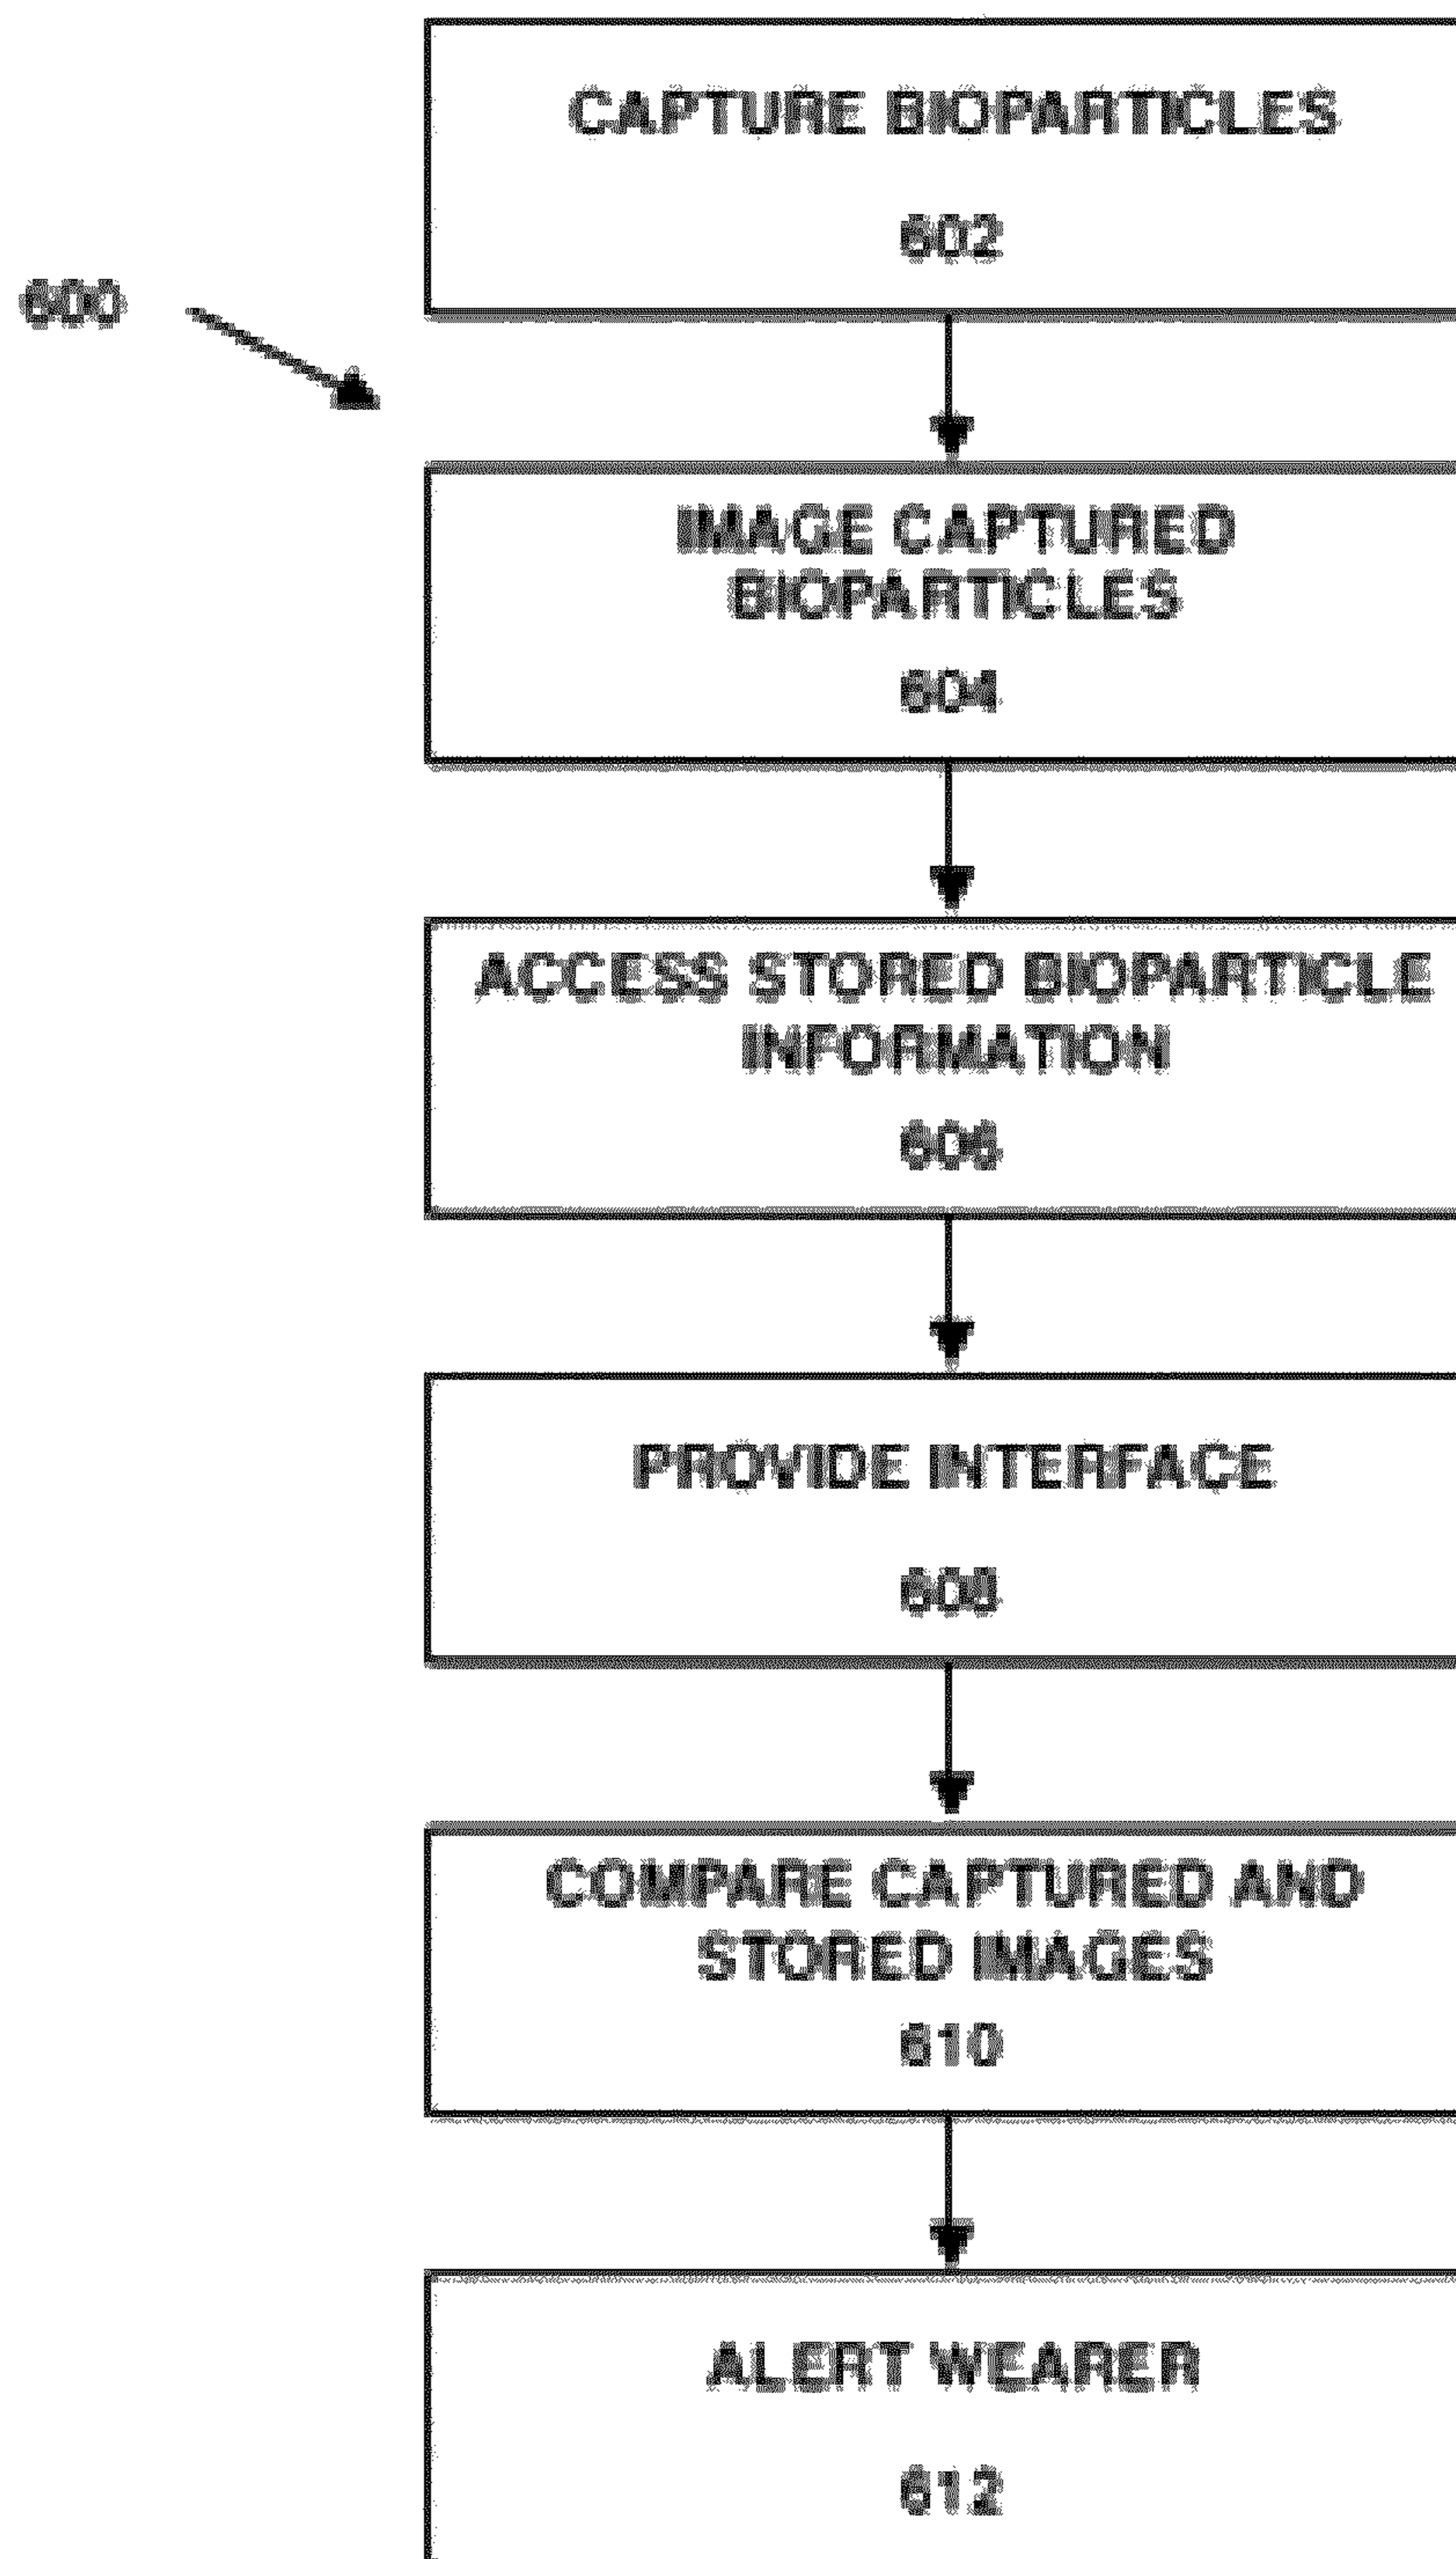 CAPTURE BIOPARTICLES
602
600
IMAGE CAPTURED
BIOPARTICLES
604
ACCESS STORED BIOPARTICLE
INFORMATION
606
PROVIDE INTERFACE
608
COMPARE CAPTURED AND
STORED IMAGES
610
ALERT WEARER
612